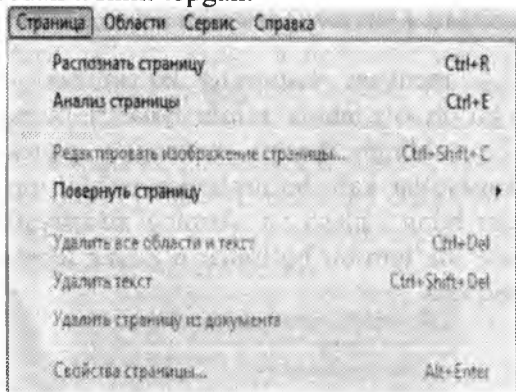 Страница Области Сервис Справка
Распознать страницу Ctrl+R
Анализ страницы Ctrl+E
Редактировать изображение страницы... Ctrl+Shift+C
Повернуть страницу
Удалить все области и текст Ctrl+Del
Удалить текст Ctrl+Shift+Del
Удалить страницу из документа
Свойства страницы... Alt+Enter